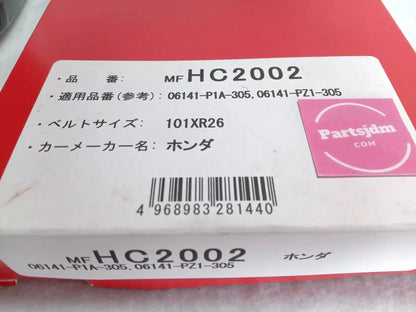 ・品 番: MF HC2002
・適用品番(参考): 06141-P1A-305,06141-PZ1-305
・ベルトサイズ: 101XR26
・カーメーカー名: ホンダ
Partsjdm
COM
4 968983 281440
MF HC2002 ホンダ
06141-P1A-305,06141-PZ1-305